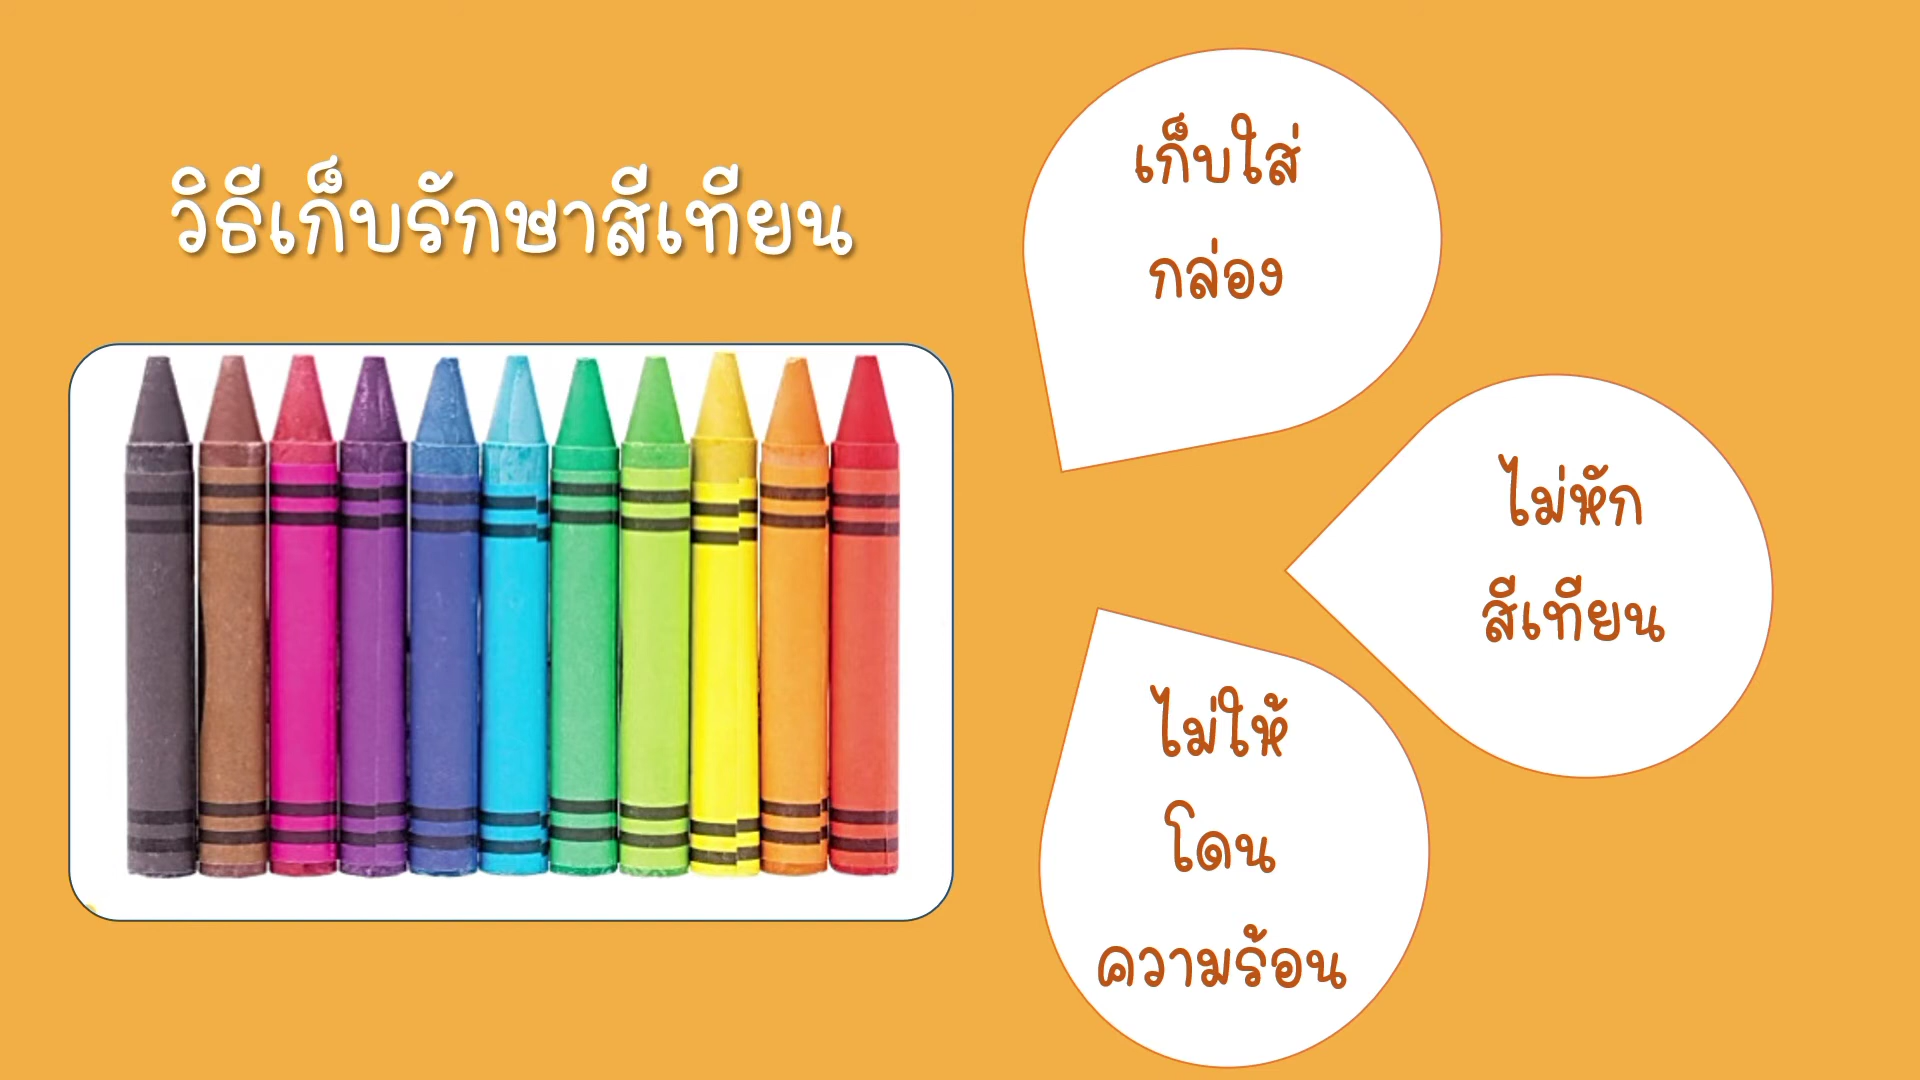 วิธีเก็บรักษาสีเทียน
เก็บใส่
กล่อง
ไม่หัก
สีเทียน
ไม่ให้
โดน
ความร้อน